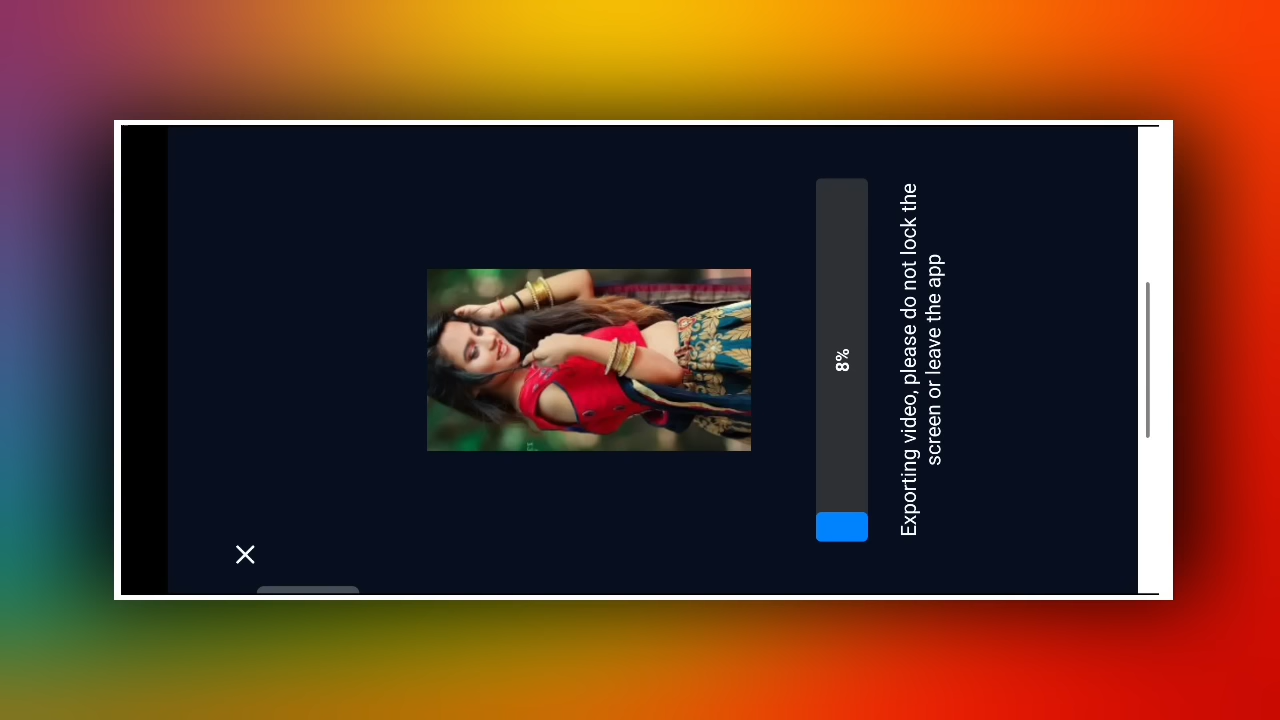 8%
Exporting video, please do not lock the
screen or leave the app